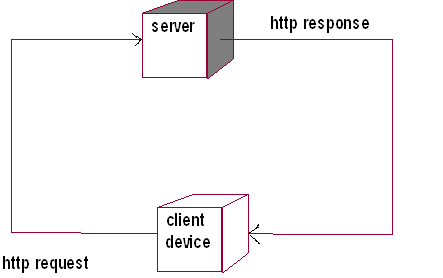 server
http response
client
device
http request